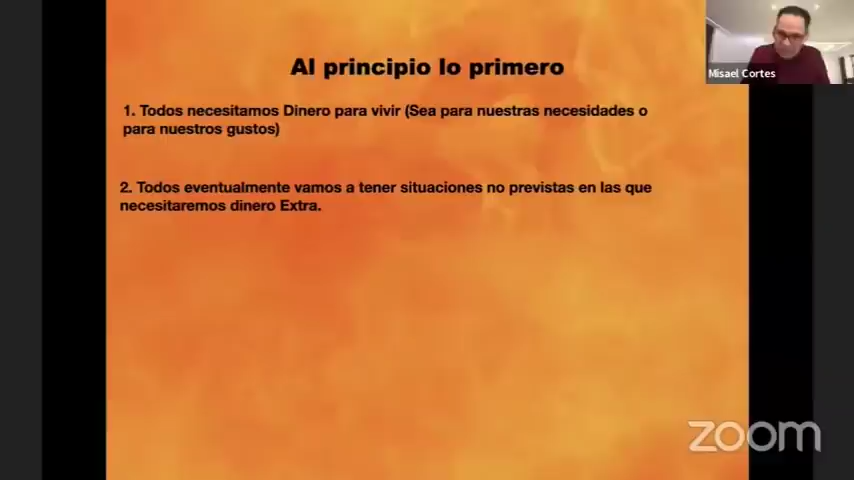 Al principio lo primero
Misael Cortes
1. Todos necesitamos Dinero para vivir (Sea para nuestras necesidades o
para nuestros gustos)
2. Todos eventualmente vamos a tener situaciones no previstas en las que
necesitaremos dinero Extra.
zoom